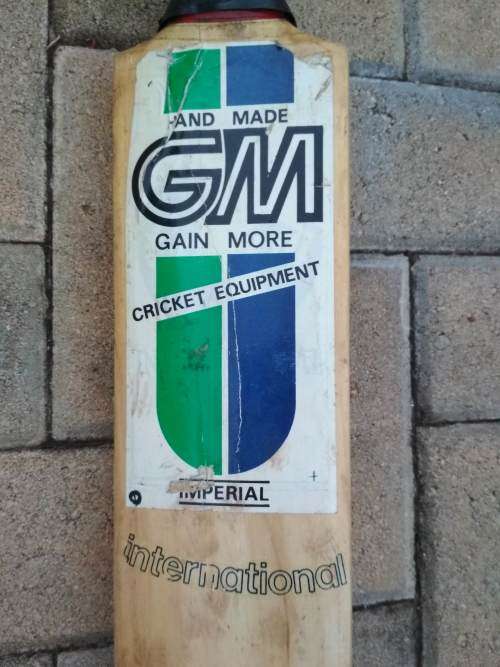 HAND MADE
GM
GAIN MORE
CRICKET EQUIPMENT
IMPERIAL
international